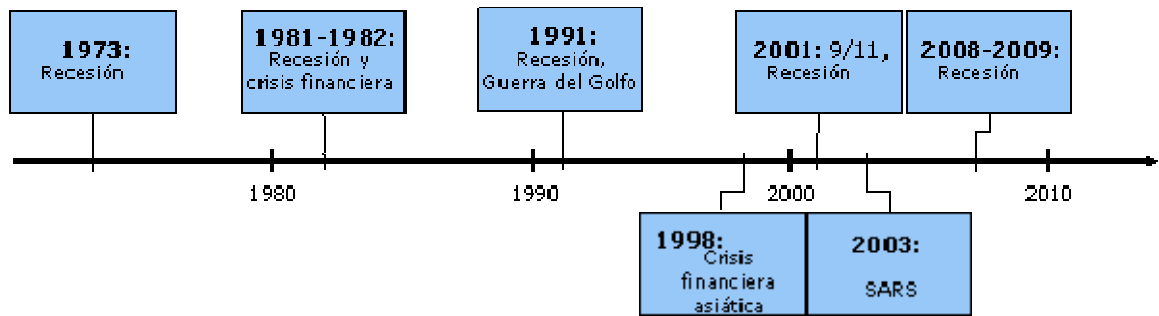 1973:
Recesión
1981-1982:
Recesión y
crisis financiera
1991:
Recesión,
Guerra del Golfo
2001: 9/11,
Recesión
2008-2009:
Recesión
1980
1990
2000
2010
1998:
Crisis
financiera
asiática
2003:
SARS